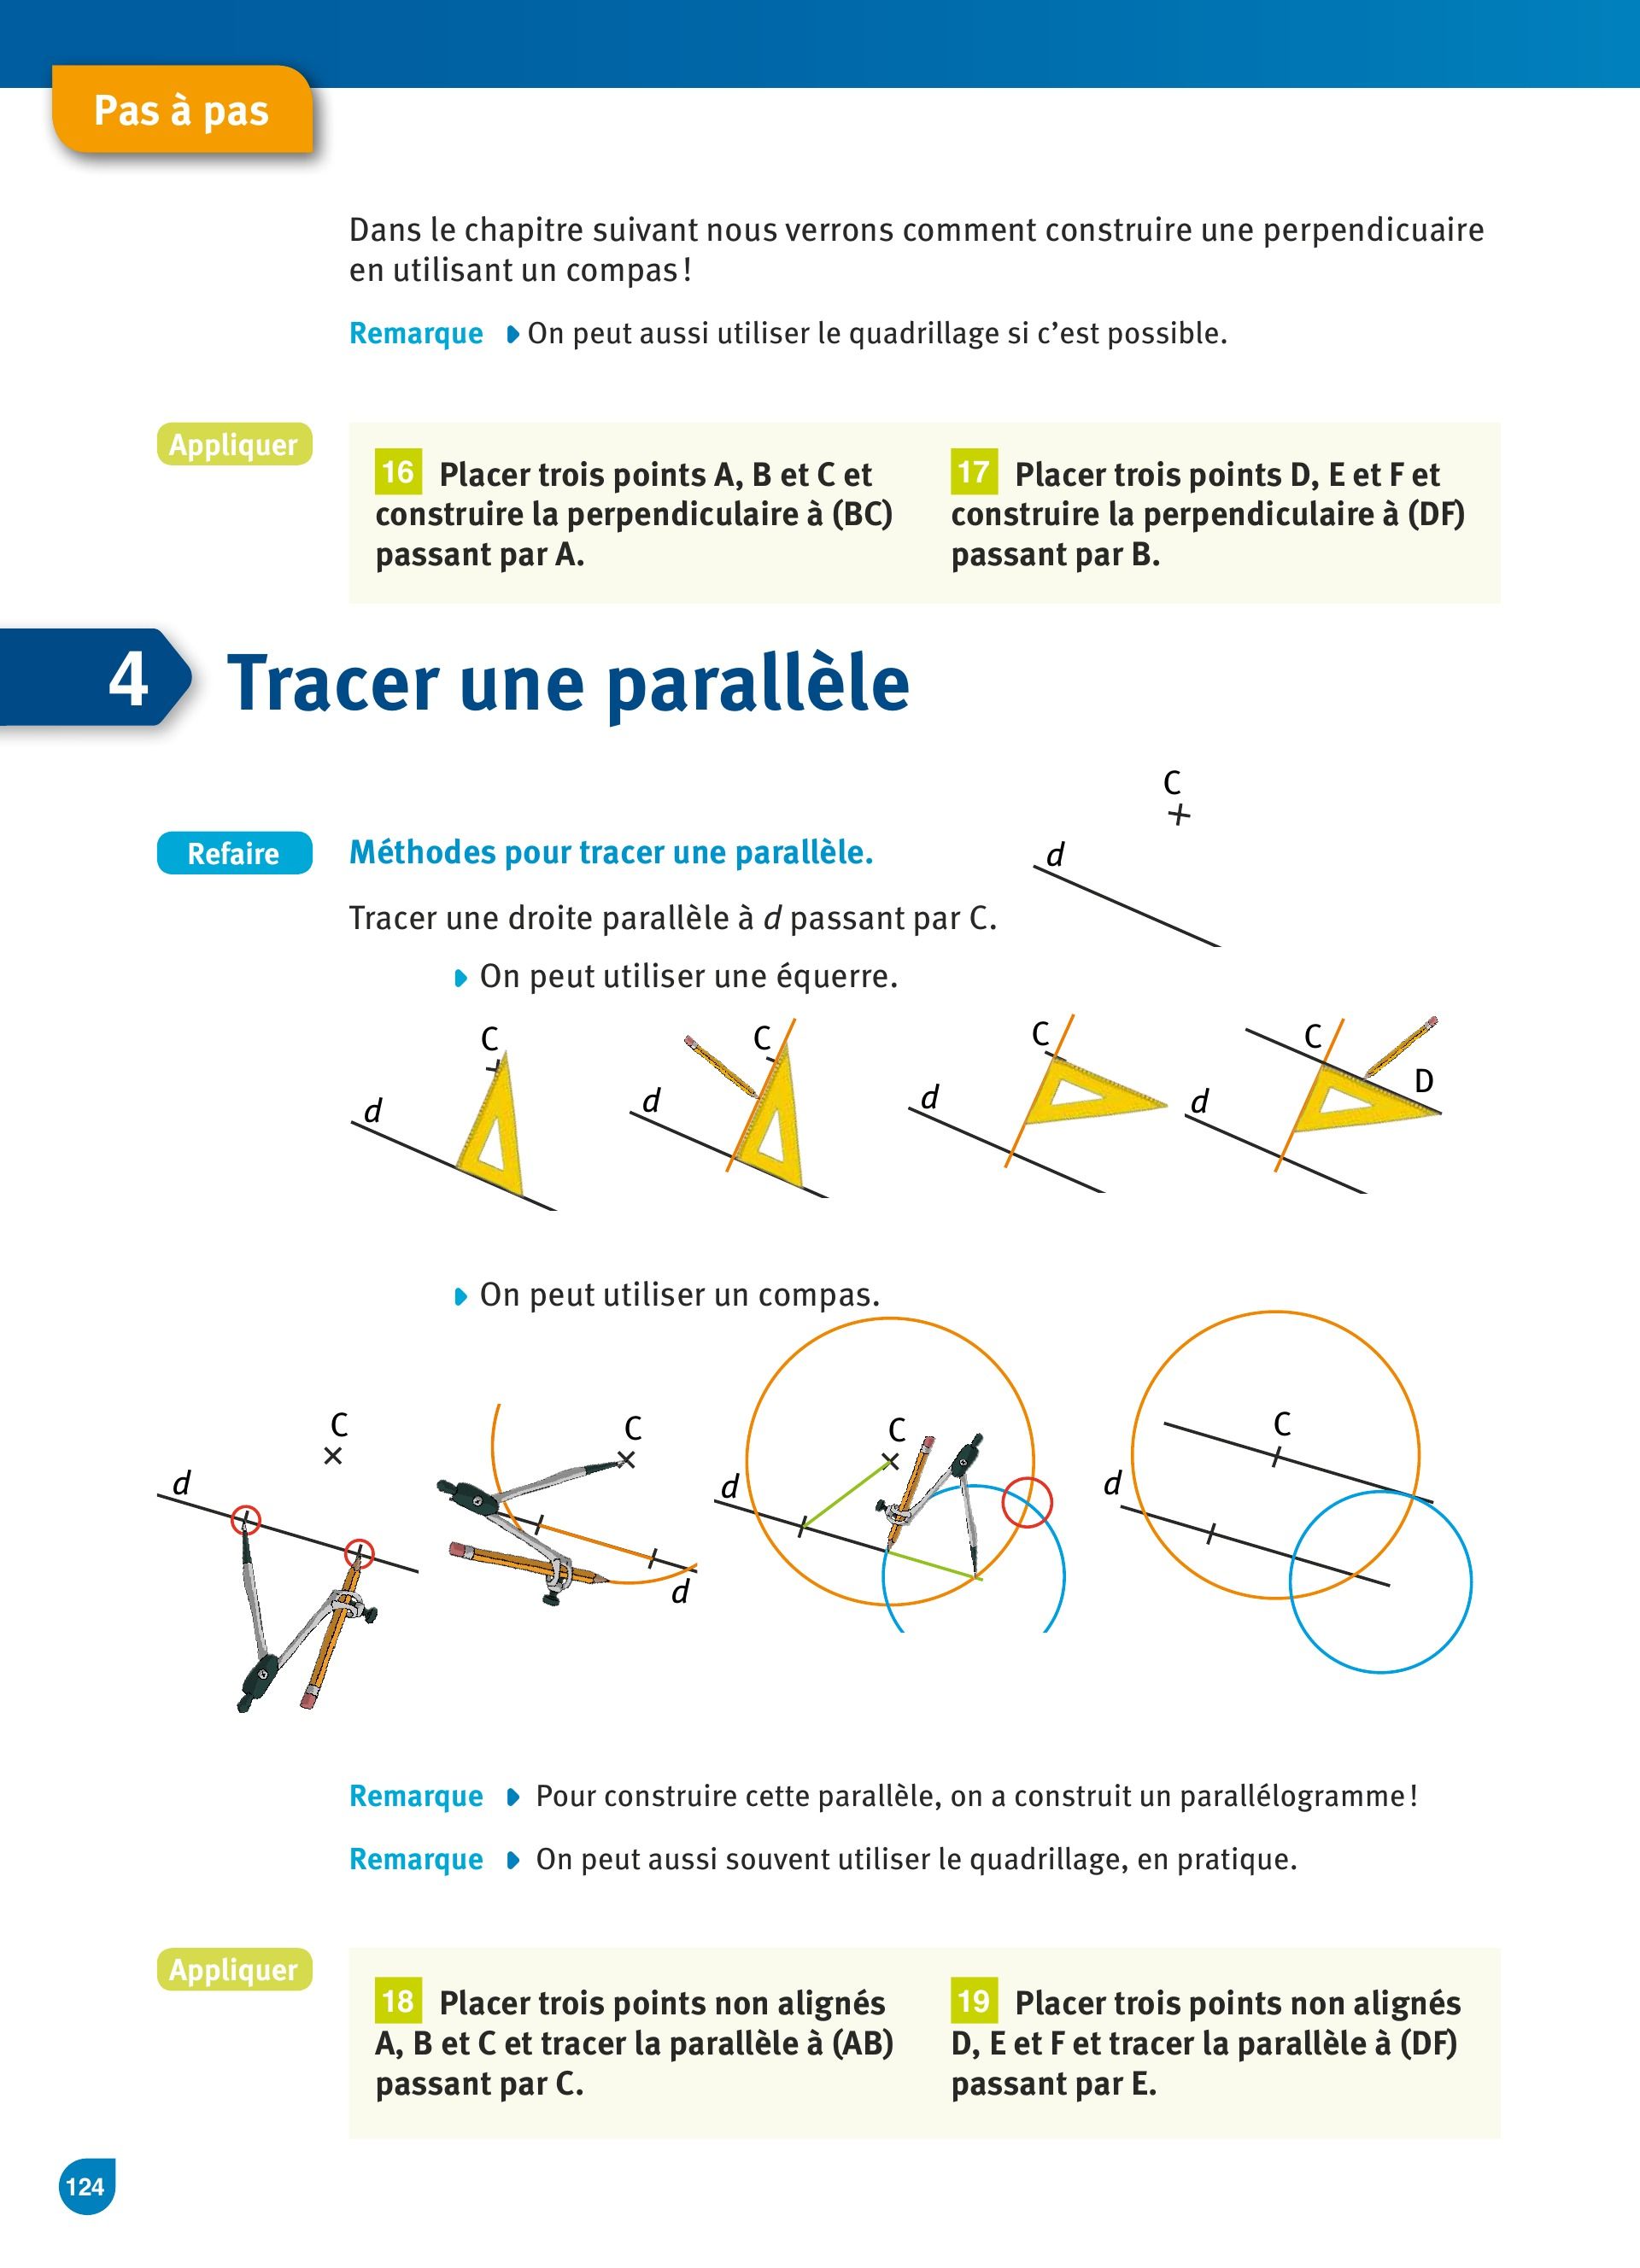 Pas à pas
Dans le chapitre suivant nous verrons comment construire une perpendicuaire
en utilisant un compas !
Remarque On peut aussi utiliser le quadrillage si c’est possible.
Appliquer
16 Placer trois points A, B et C et
construire la perpendiculaire à (BC)
passant par A.
17 Placer trois points D, E et F et
construire la perpendiculaire à (DF)
passant par B.
4 Tracer une parallèle
C
d
Refaire
Méthodes pour tracer une parallèle.
Tracer une droite parallèle à d passant par C.
On peut utiliser une équerre.
C
d
C
d
C
d
C
D
d
On peut utiliser un compas.
C
d
C
d
C
d
C
d
Remarque Pour construire cette parallèle, on a construit un parallélogramme !
Remarque On peut aussi souvent utiliser le quadrillage, en pratique.
Appliquer
18 Placer trois points non alignés
A, B et C et tracer la parallèle à (AB)
passant par C.
19 Placer trois points non alignés
D, E et F et tracer la parallèle à (DF)
passant par E.
124